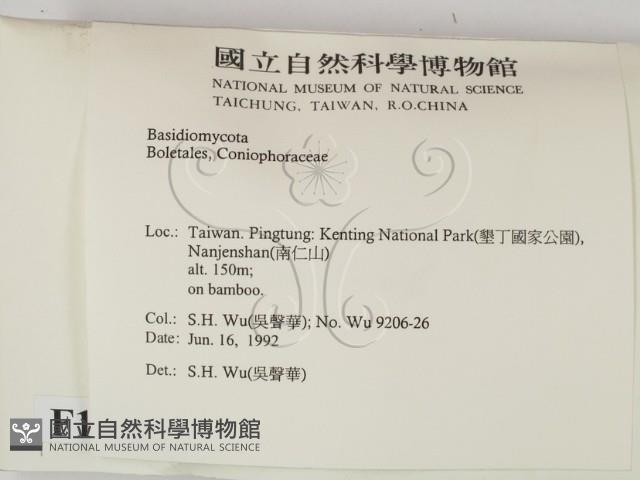 國立自然科學博物館
NATIONAL MUSEUM OF NATURAL SCIENCE
TAICHUNG, TAIWAN, R.O.CHINA
Basidiomycota
Boletales, Coniophoraceae
Loc.: Taiwan. Pingtung: Kenting National Park(墾丁國家公園),
Nanjenshan(南仁山)
alt. 150m;
on bamboo.
Col.: S.H. Wu(吳聲華); No. Wu 9206-26
Date: Jun. 16, 1992
Det.: S.H. Wu(吳聲華)
國立自然科學博物館
NATIONAL MUSEUM OF NATURAL SCIENCE